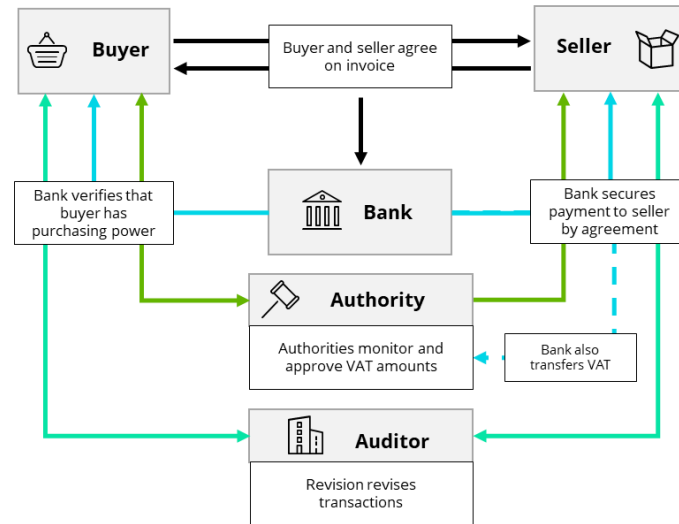 Buyer
Buyer and seller agree
on invoice
Seller
Bank verifies that
buyer has
purchasing power
Bank
Bank secures
payment to seller
by agreement
Authority
Authorities monitor and
approve VAT amounts
Bank also
transfers VAT
Auditor
Revision revises
transactions